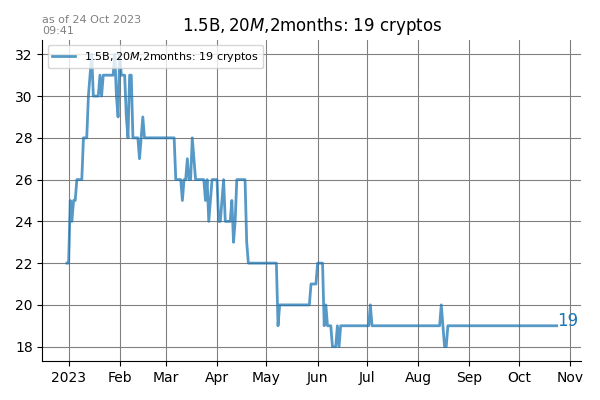 as of 24 Oct 2023
09:41
1.5B, 20M,2months: 19 cryptos
1.5B, 20M,2months: 19 cryptos
32
30
28
26
24
22
20
18
19
2023 Feb Mar Apr May Jun Jul Aug Sep Oct Nov